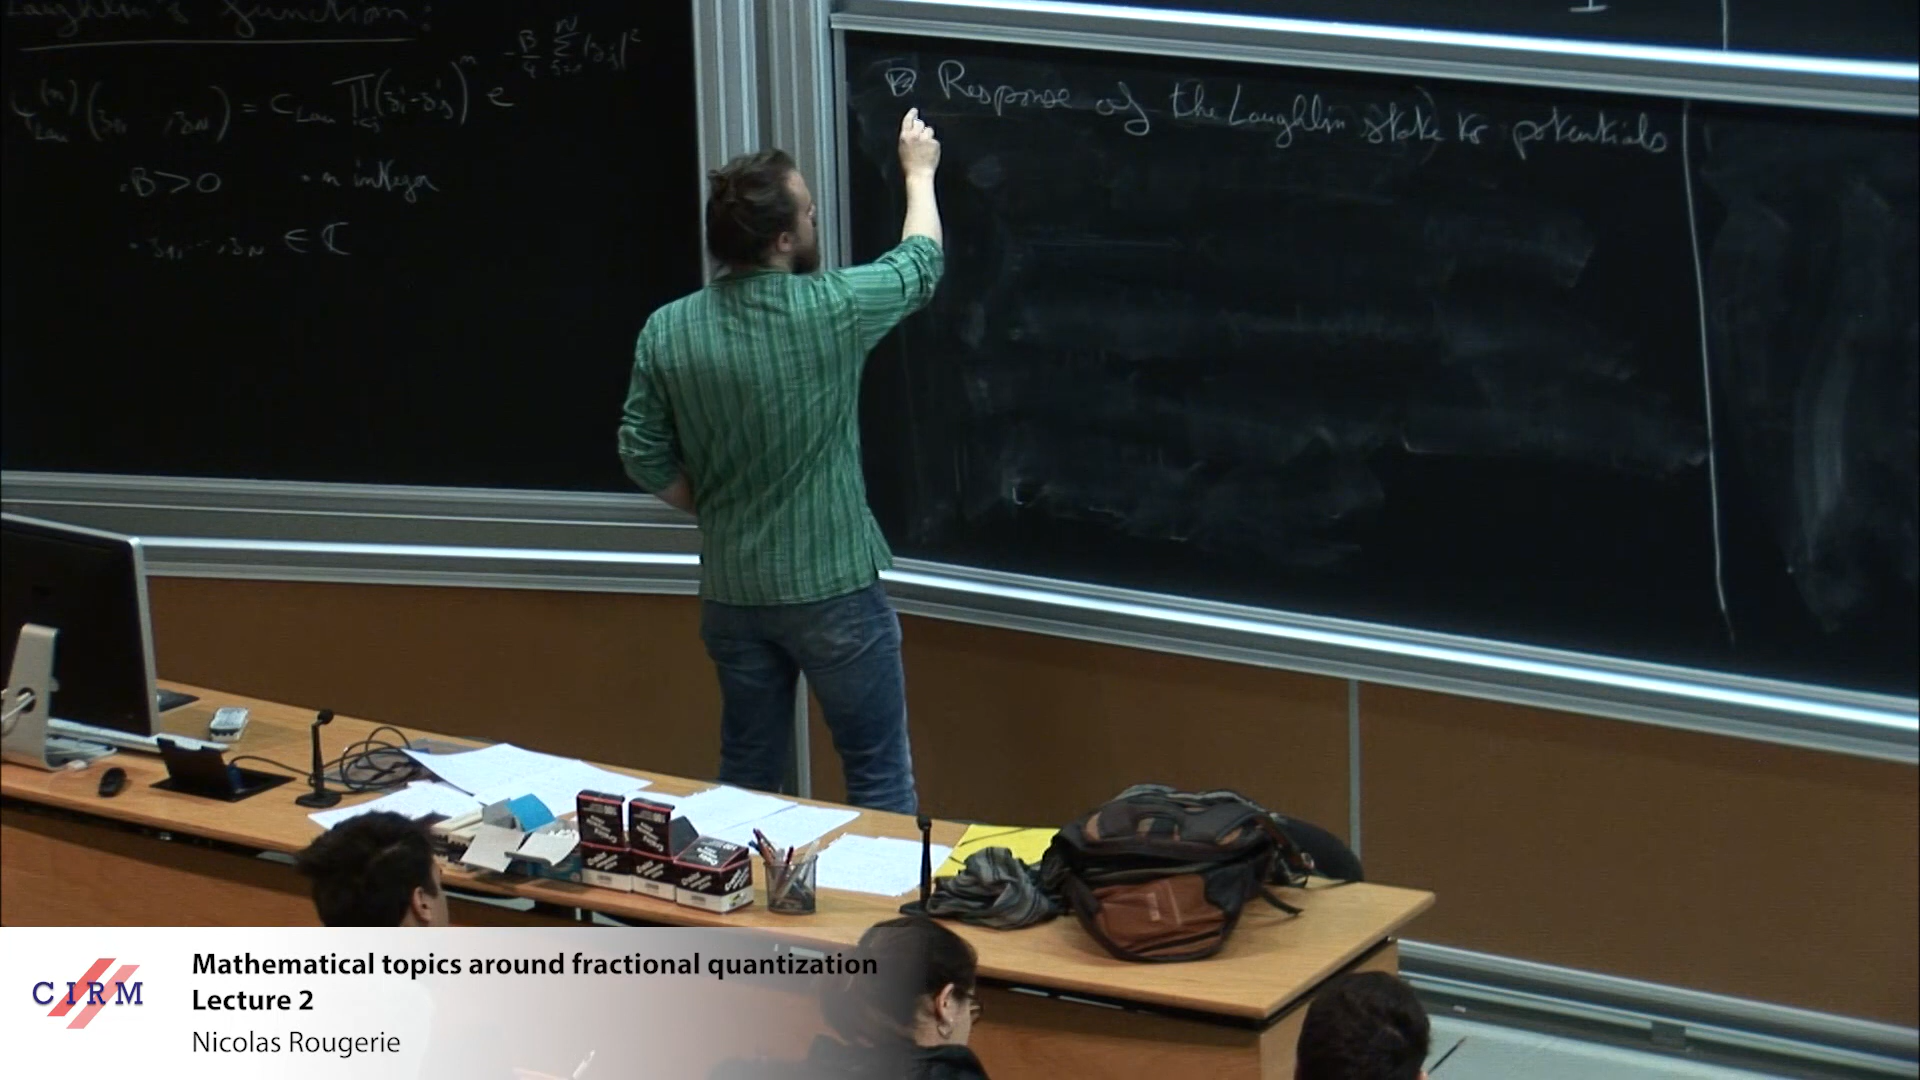 Laughlin's function:
Ψ_Lau^(n) (z_1, ..., z_N) = C_Lau ∏_{i<j} (z_i - z_j)^n e^{-B/4 Σ_{j=1}^N |z_j|^2}
• B > 0 • n integer
• z_1, ..., z_N ∈ ℂ
Response of the Laughlin state to potentials
CIRM
Mathematical topics around fractional quantization
Lecture 2
Nicolas Rougerie